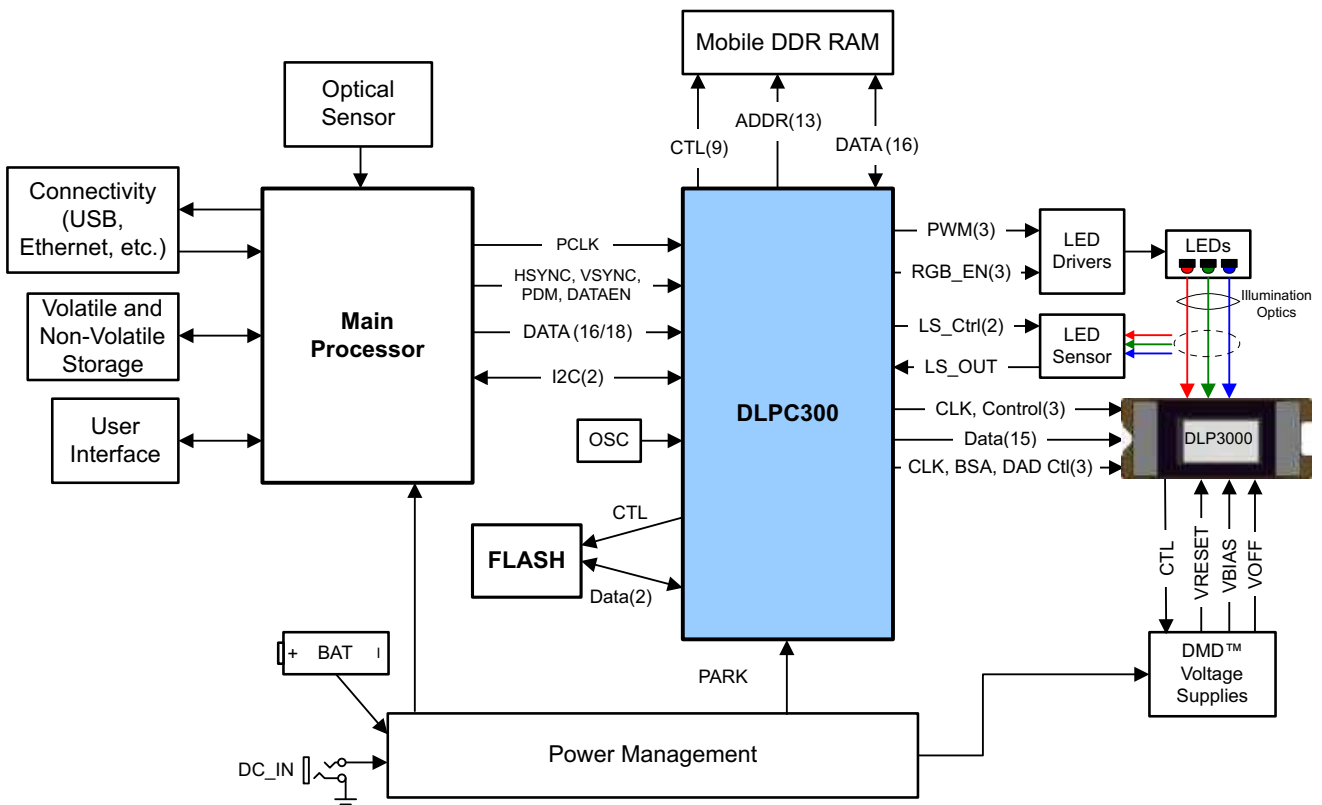 Mobile DDR RAM
Optical
Sensor
CTL(9)
ADDR(13)
DATA(16)
Connectivity
(USB,
Ethernet, etc.)
Volatile and
Non-Volatile
Storage
User
Interface
Main
Processor
PCLK
HSYNC, VSYNC,
PDM, DATAEN
DATA (16/18)
I2C(2)
OSC
CTL
FLASH
Data(2)
DLPC300
PWM(3)
RGB_EN(3)
LED
Drivers
LEDs
Illumination
Optics
LS_Ctrl(2)
LS_OUT
LED
Sensor
CLK, Control(3)
Data(15)
CLK, BSA, DAD Ctl(3)
DLP3000
CTL
VRESET
VBIAS
VOFF
DMD™
Voltage
Supplies
+ BAT I
PARK
Power Management
DC_IN